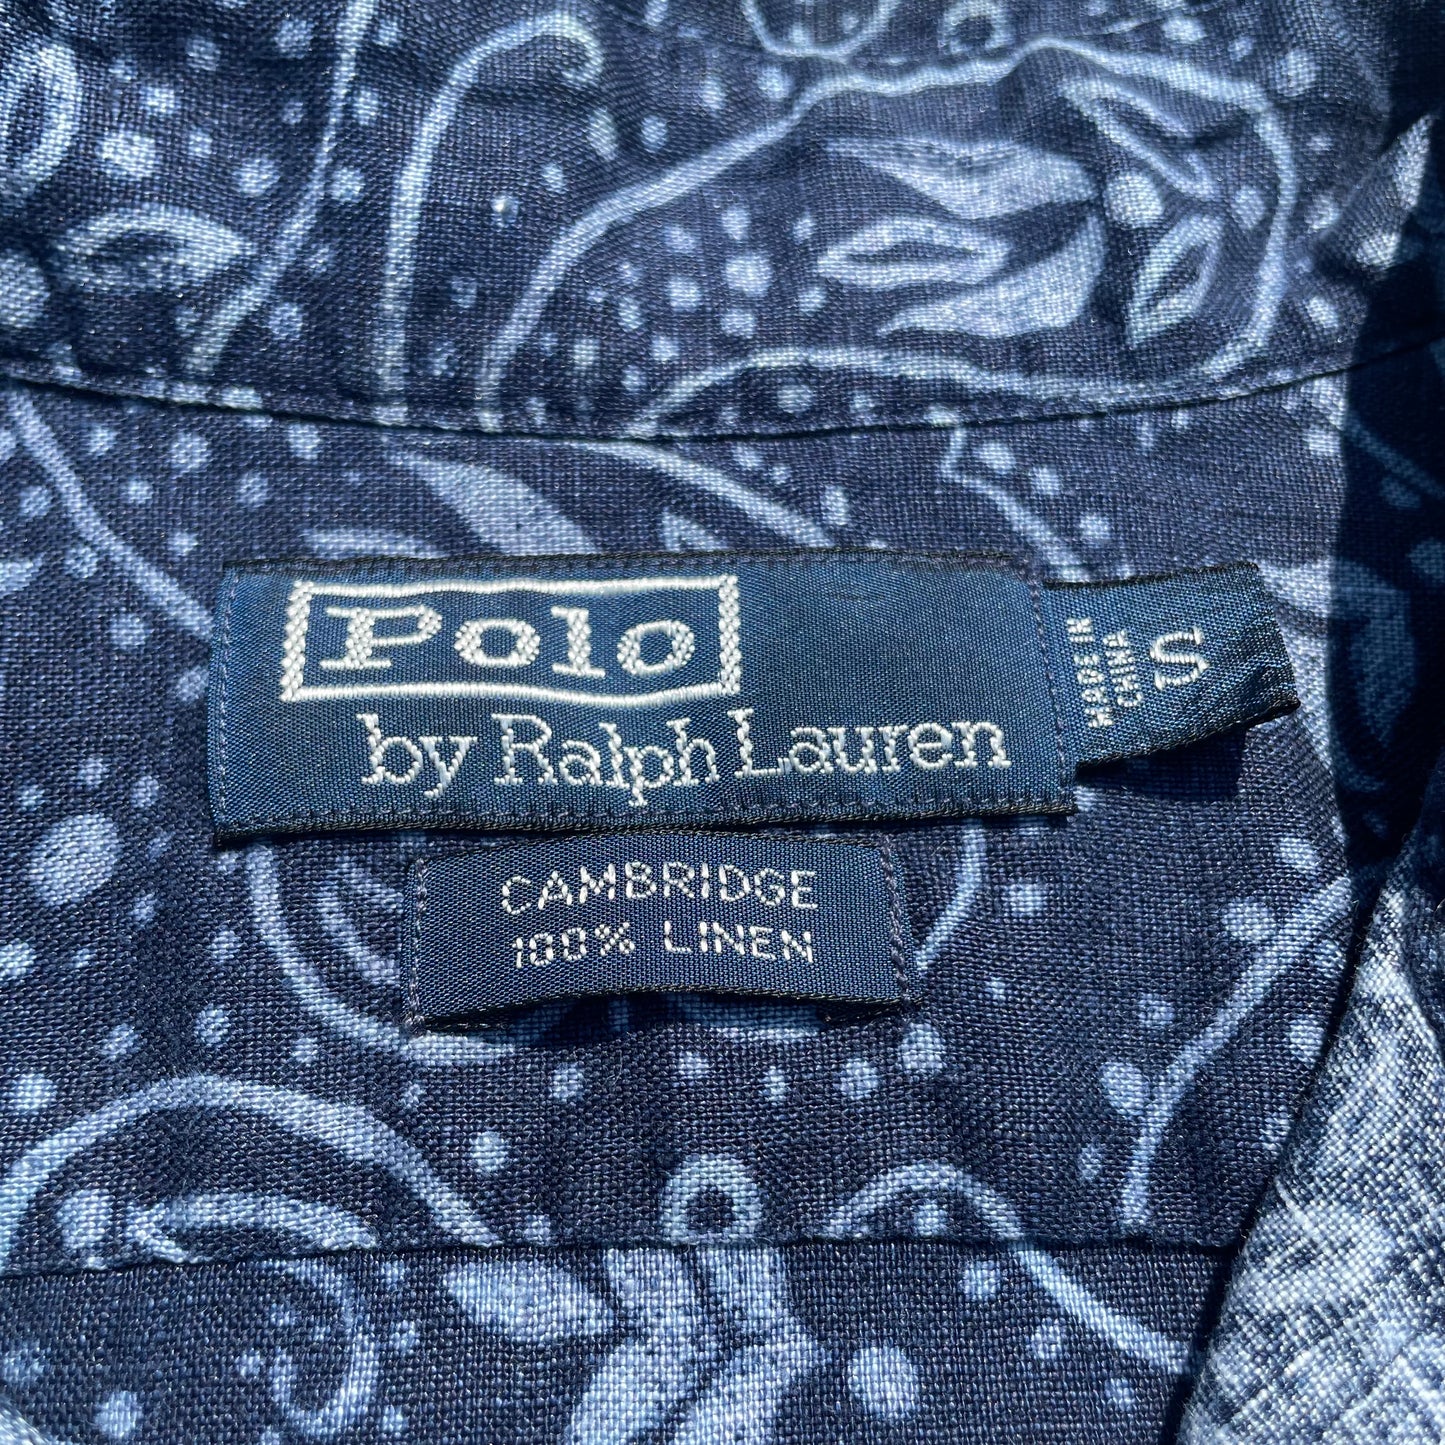 Polo
by Ralph Lauren
MADE IN
CHINA
S
CAMBRIDGE
100% LINEN